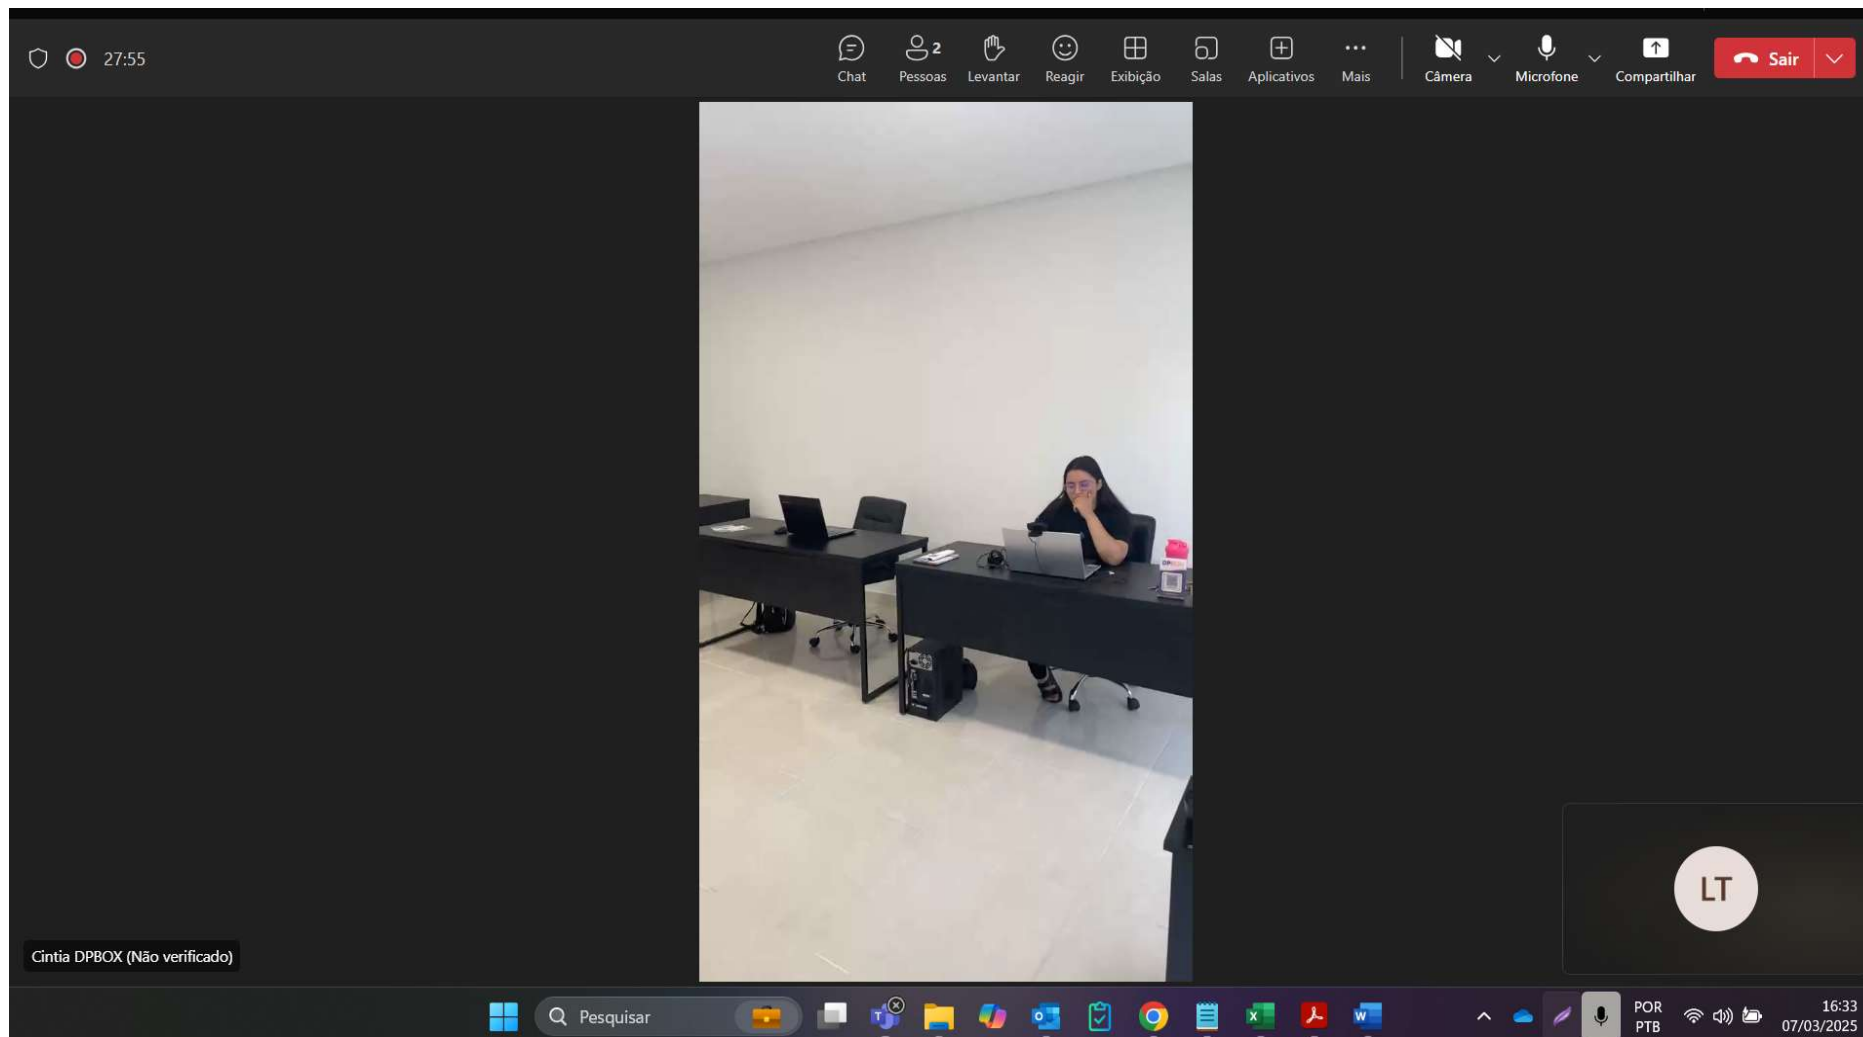 27:55
Chat
2
Pessoas
Levantar
Reagir
Exibição
Salas
Aplicativos
Mais
Câmera
Microfone
Compartilhar
Sair
LT
Cintia DPBOX (Não verificado)
Pesquisar
POR
PTB
16:33
07/03/2025